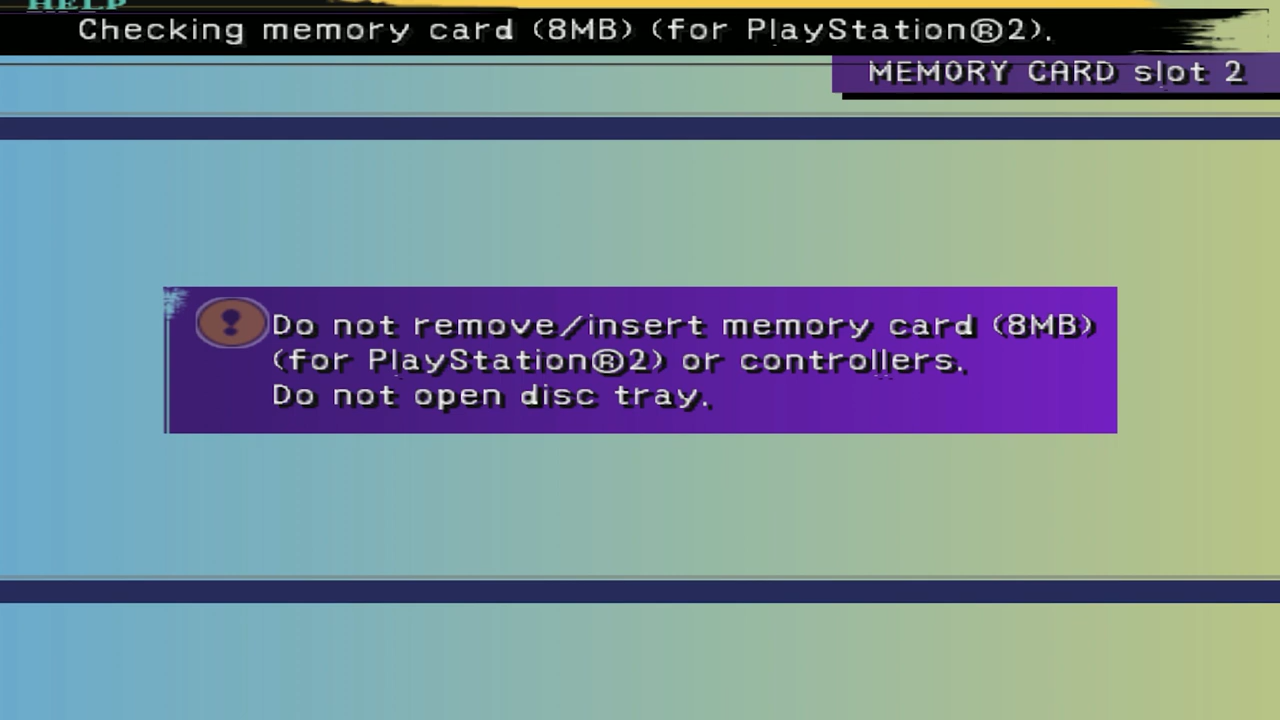 HELP
Checking memory card (8MB) (for PlayStation®2).
MEMORY CARD slot 2
Do not remove/insert memory card (8MB)
(for PlayStation®2) or controllers.
Do not open disc tray.